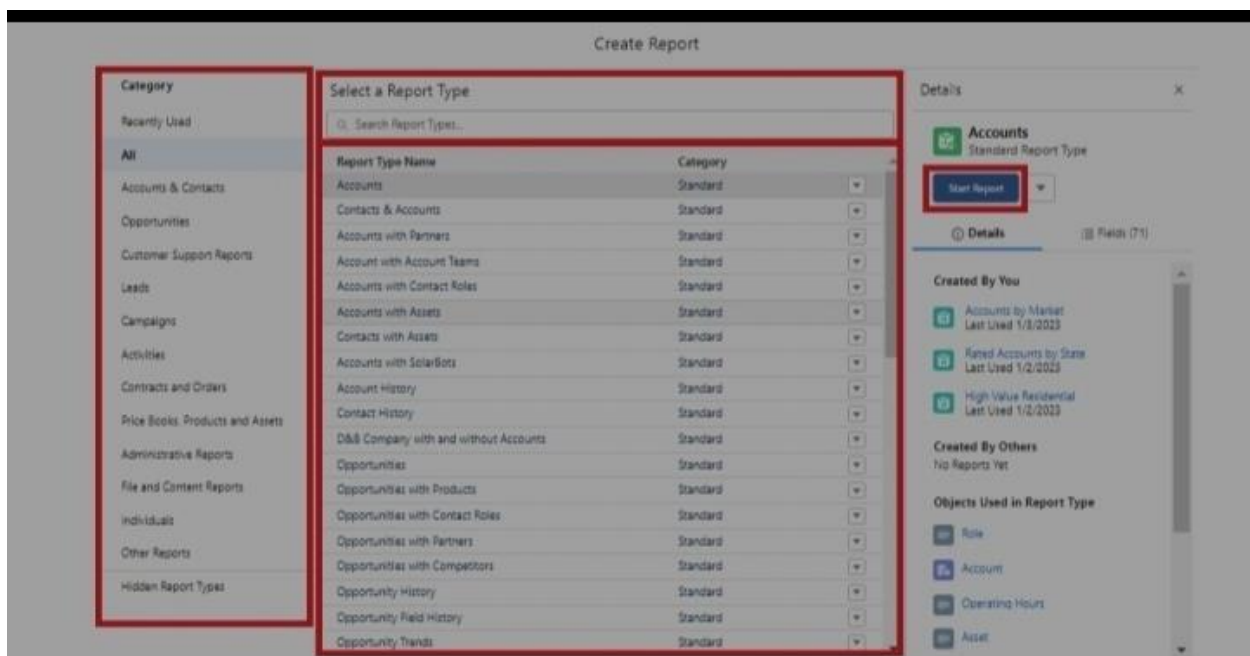 Create Report
Category
Recently Used
All
Accounts & Contacts
Opportunities
Customer Support Reports
Leads
Campaigns
Activities
Contracts and Orders
Price Books, Products and Assets
Administrative Reports
File and Content Reports
Individuals
Other Reports
Hidden Report Types
Select a Report Type
Search Report Types...
Report Type Name Category
Accounts Standard
Contacts & Accounts Standard
Accounts with Partners Standard
Account with Account Teams Standard
Accounts with Contact Roles Standard
Accounts with Assets Standard
Contacts with Assets Standard
Accounts with SolarBots Standard
Account History Standard
Contact History Standard
D&B Company with and without Accounts Standard
Opportunities Standard
Opportunities with Products Standard
Opportunities with Contact Roles Standard
Opportunities with Partners Standard
Opportunities with Competitors Standard
Opportunity History Standard
Opportunity Field History Standard
Opportunity Trends Standard
Details
Accounts
Standard Report Type
Start Report
Details Fields (71)
Created By You
Accounts by Market
Last Used 1/3/2023
Rated Accounts by State
Last Used 1/2/2023
High Value Residential
Last Used 1/2/2023
Created By Others
No Reports Yet
Objects Used in Report Type
Role
Account
Operating Hours
Asset